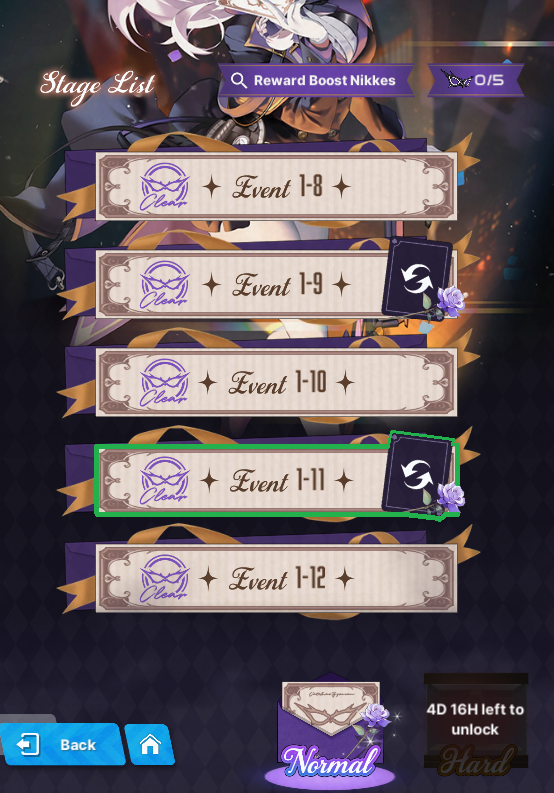 Stage List
Reward Boost Nikkes
0/5
Clear
Event 1-8
Clear
Event 1-9
Clear
Event 1-10
Clear
Event 1-11
Clear
Event 1-12
Back
Normal
4D 16H left to
unlock
Hard